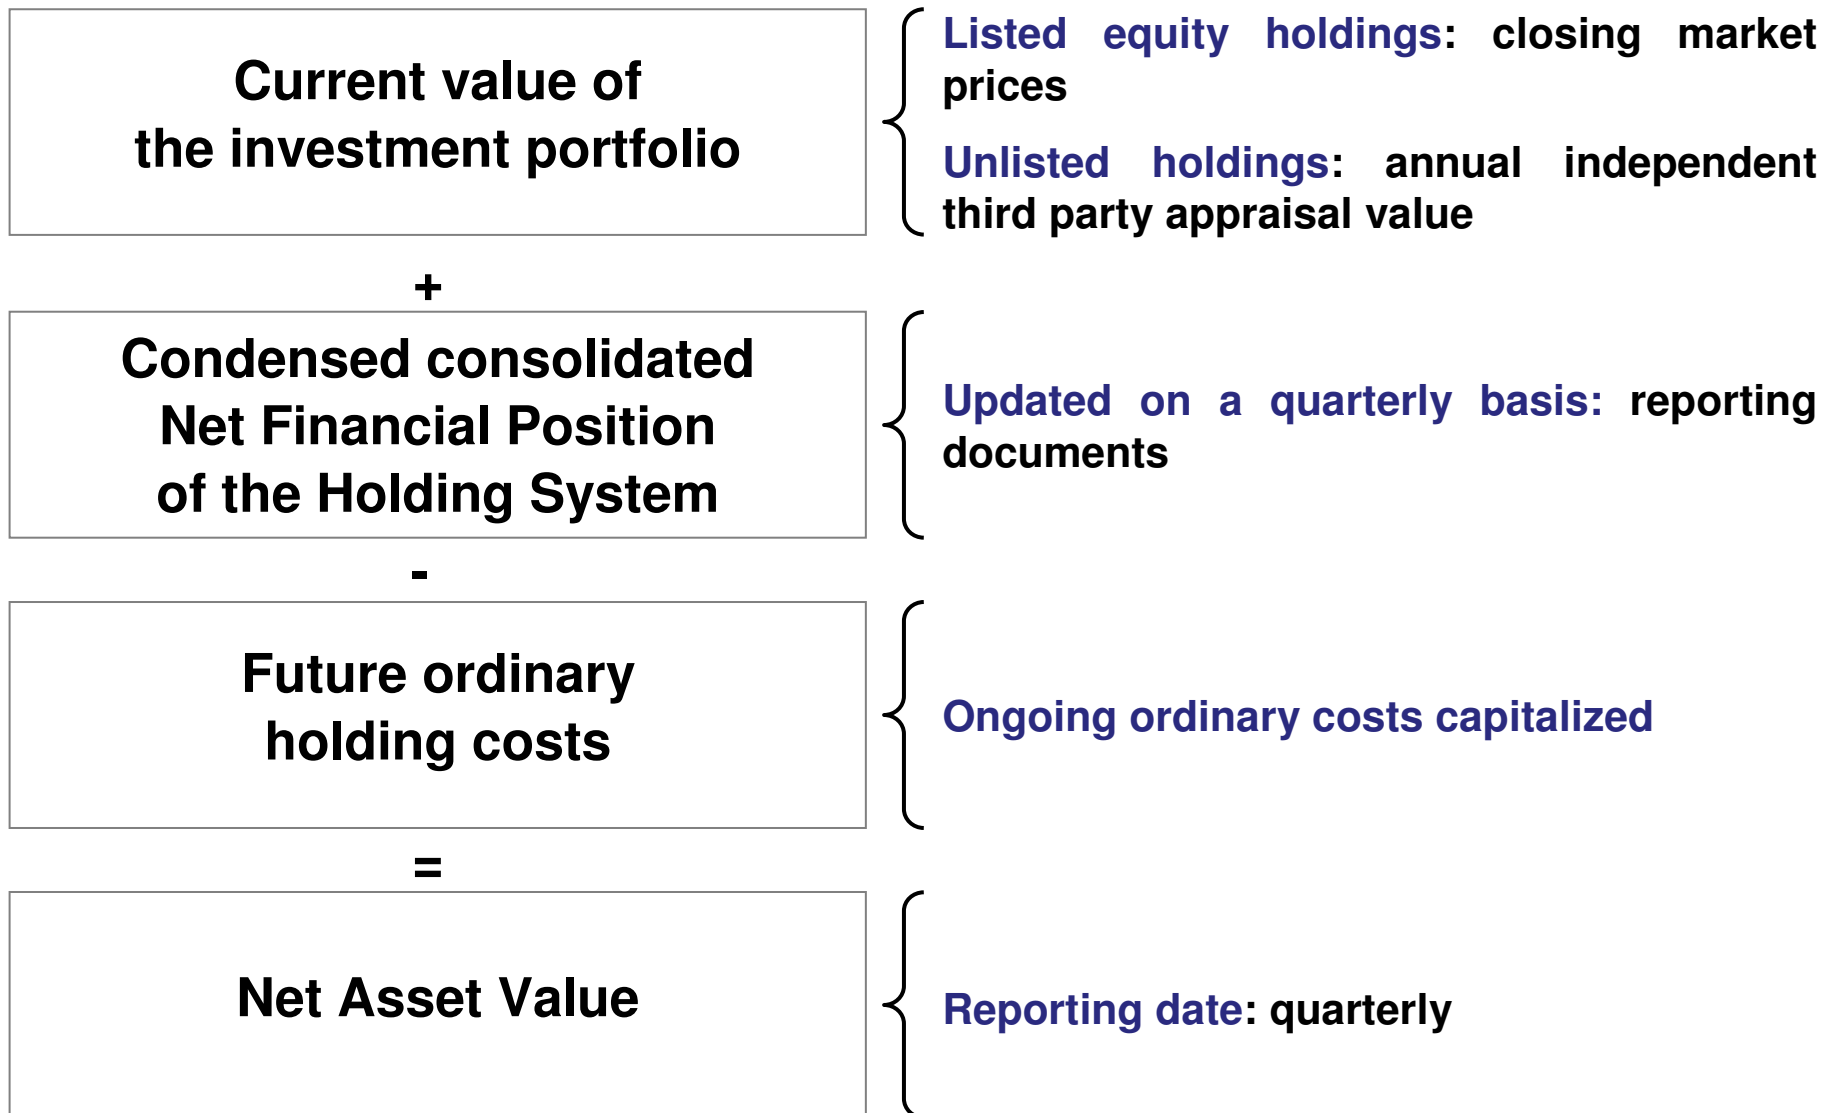 Current value of
the investment portfolio
Listed equity holdings: closing market
prices
Unlisted holdings: annual independent
third party appraisal value
+
Condensed consolidated
Net Financial Position
of the Holding System
Updated on a quarterly basis: reporting
documents
-
Future ordinary
holding costs
Ongoing ordinary costs capitalized
=
Net Asset Value
Reporting date: quarterly